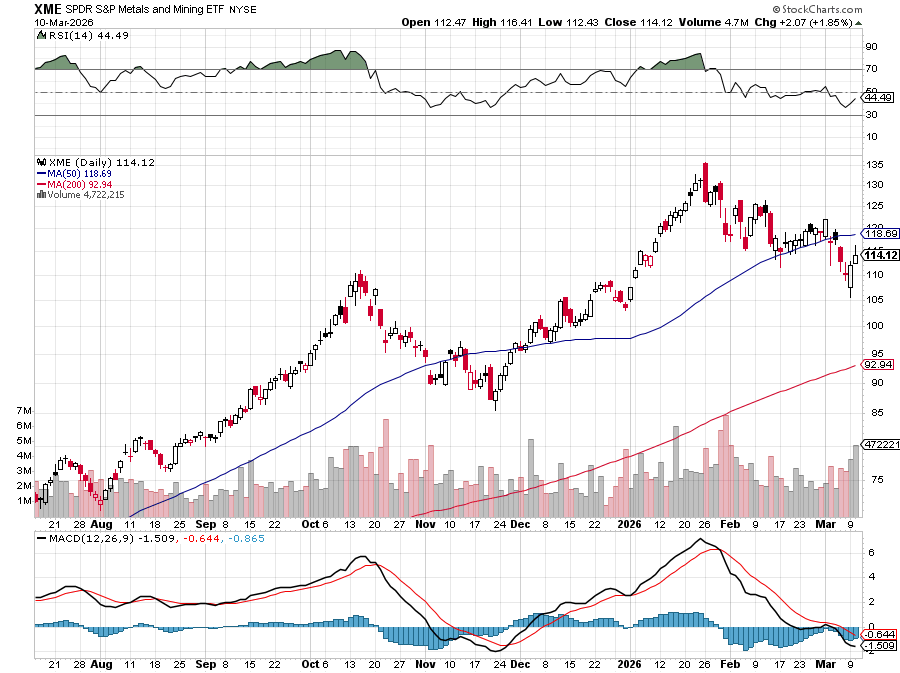 XME SPDR S&P Metals and Mining ETF NYSE
© StockCharts.com
10-Mar-2026
Open 112.47 High 116.41 Low 112.43 Close 114.12 Volume 4.7M Chg +2.07 (+1.85%)
RSI(14) 44.49
90
70
50
44.49
30
10
XME (Daily) 114.12
MA(50) 118.69
MA(200) 92.94
Volume 4,722,215
135
130
125
120
118.69
115
114.12
110
105
100
95
92.94
90
85
472221
75
7M
6M
5M
4M
3M
2M
1M
21 28 Aug 11 18 25 Sep 8 15 22 Oct 6 13 20 27 Nov 10 17 24 Dec 8 15 22 2026 12 20 26 Feb 9 17 23 Mar 9
MACD(12,26,9) -1.509, -0.644, -0.865
6
4
2
0
-0.644
-1.509
21 28 Aug 11 18 25 Sep 8 15 22 Oct 6 13 20 27 Nov 10 17 24 Dec 8 15 22 2026 12 20 26 Feb 9 17 23 Mar 9